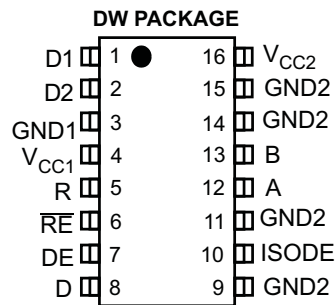 DW PACKAGE
D1 1 16 VCC2
D2 2 15 GND2
GND1 3 14 GND2
VCC1 4 13 B
R 5 12 A
R̅E̅ 6 11 GND2
DE 7 10 ISODE
D 8 9 GND2